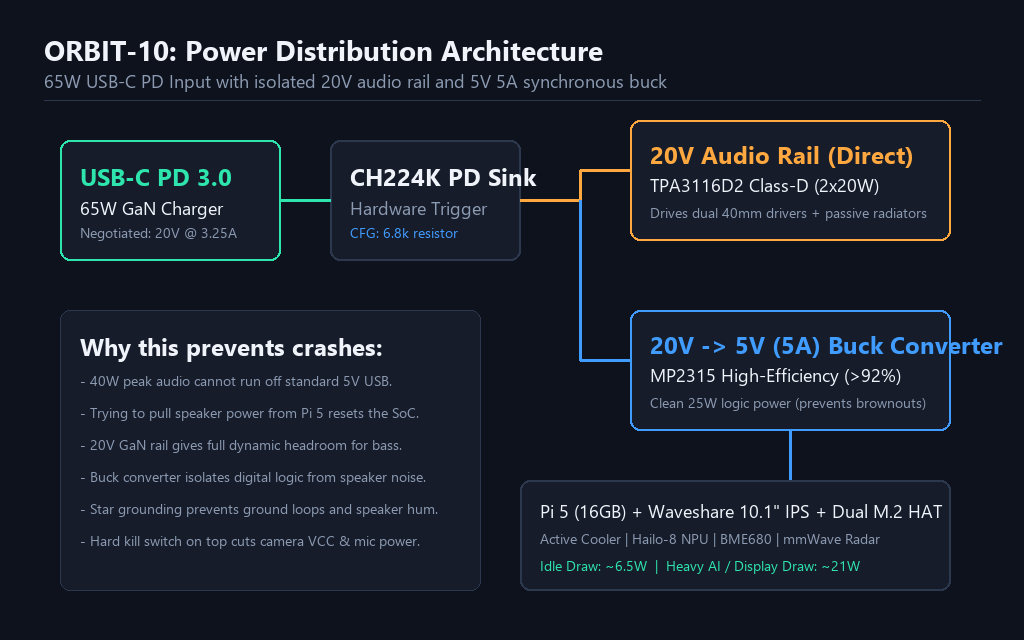 ORBIT-10: Power Distribution Architecture
65W USB-C PD Input with isolated 20V audio rail and 5V 5A synchronous buck
USB-C PD 3.0
65W GaN Charger
Negotiated: 20V @ 3.25A
CH224K PD Sink
Hardware Trigger
CFG: 6.8k resistor
20V Audio Rail (Direct)
TPA3116D2 Class-D (2x20W)
Drives dual 40mm drivers + passive radiators
20V -> 5V (5A) Buck Converter
MP2315 High-Efficiency (>92%)
Clean 25W logic power (prevents brownouts)
Why this prevents crashes:
- 40W peak audio cannot run off standard 5V USB.
- Trying to pull speaker power from Pi 5 resets the SoC.
- 20V GaN rail gives full dynamic headroom for bass.
- Buck converter isolates digital logic from speaker noise.
- Star grounding prevents ground loops and speaker hum.
- Hard kill switch on top cuts camera VCC & mic power.
Pi 5 (16GB) + Waveshare 10.1" IPS + Dual M.2 HAT
Active Cooler | Hailo-8 NPU | BME680 | mmWave Radar
Idle Draw: ~6.5W | Heavy AI / Display Draw: ~21W